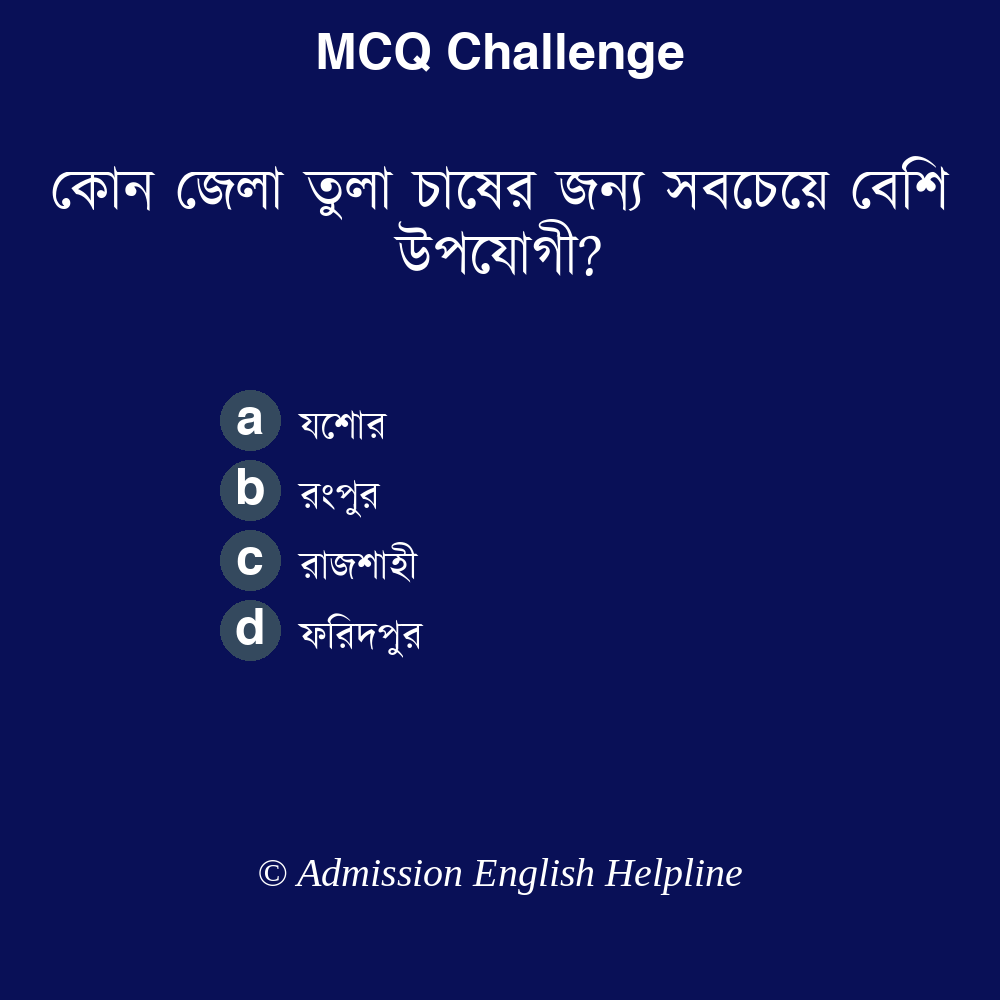 MCQ Challenge
কোন জেলা তুলা চাষের জন্য সবচেয়ে বেশি
উপযোগী?
a যশোর
b রংপুর
c রাজশাহী
d ফরিদপুর
© Admission English Helpline